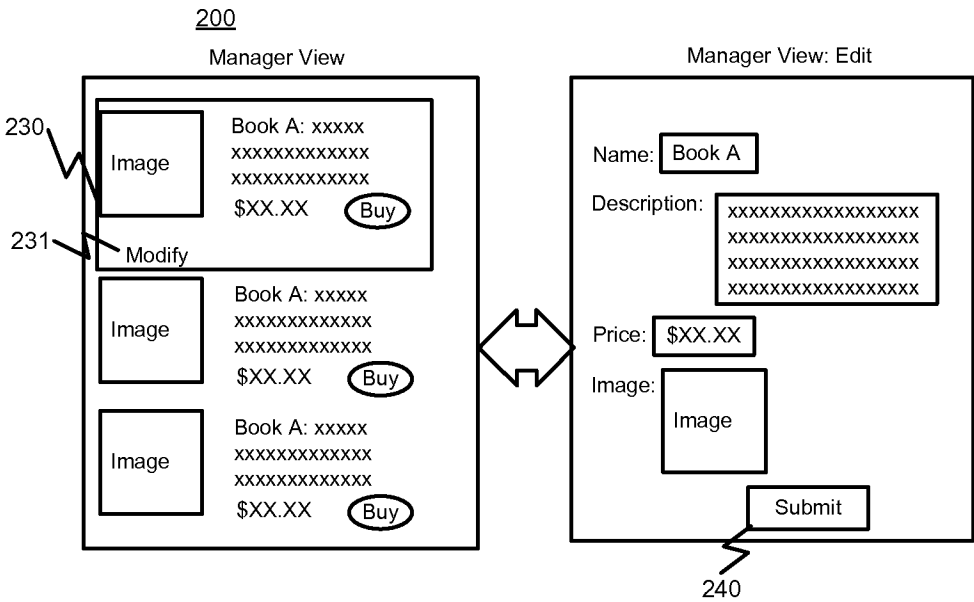 200
Manager View
230
Image
Book A: xxxxx
xxxxxxxxxxxxx
xxxxxxxxxxxxx
$XX.XX
Buy
231
Modify
Image
Book A: xxxxx
xxxxxxxxxxxxx
xxxxxxxxxxxxx
$XX.XX
Buy
Image
Book A: xxxxx
xxxxxxxxxxxxx
xxxxxxxxxxxxx
$XX.XX
Buy
Manager View: Edit
Name: Book A
Description:
xxxxxxxxxxxxxxxxxx
xxxxxxxxxxxxxxxxxx
xxxxxxxxxxxxxxxxxx
xxxxxxxxxxxxxxxxxx
Price: $XX.XX
Image:
Image
Submit
240